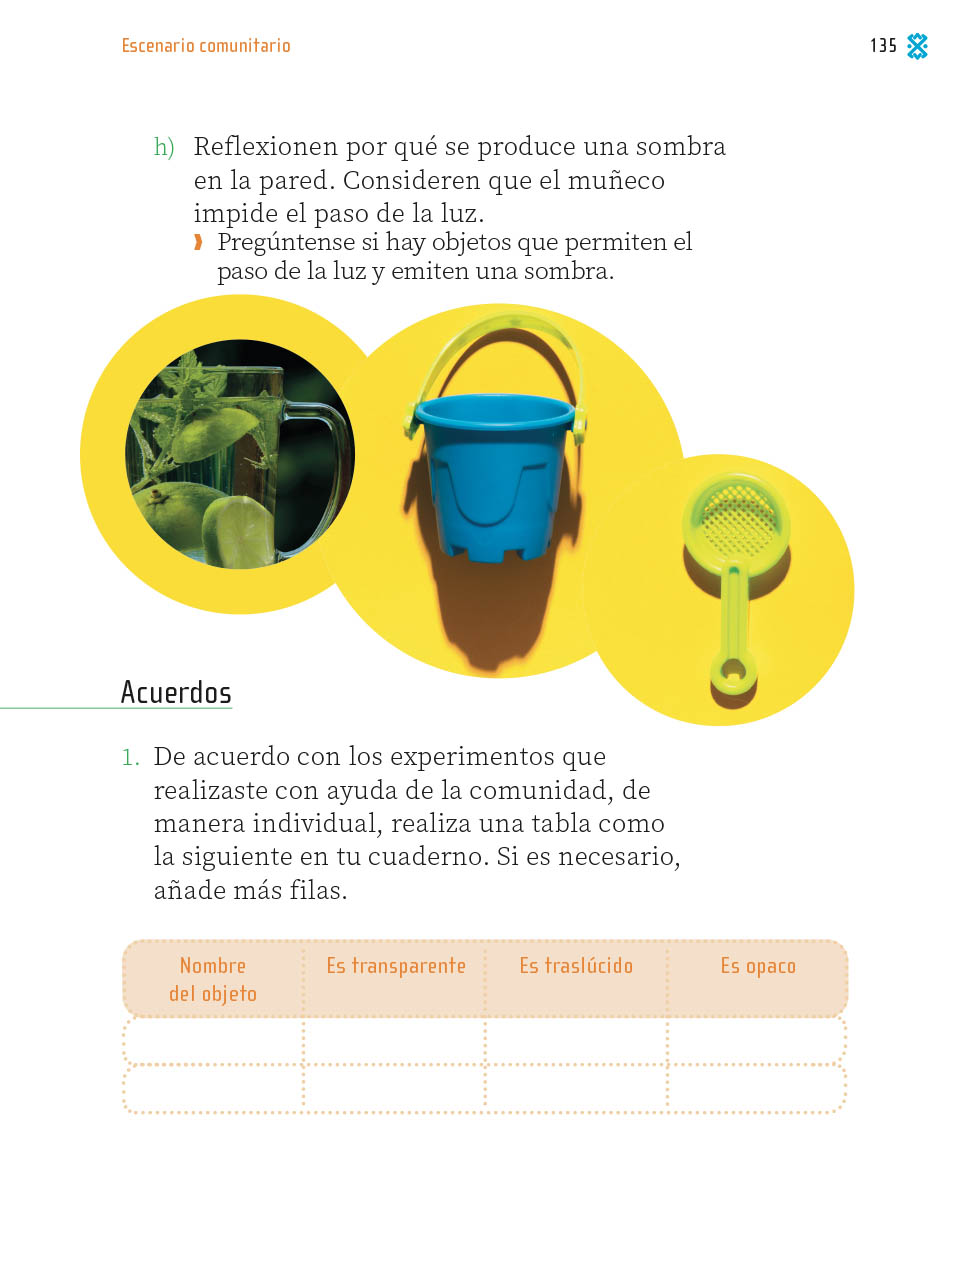 Escenario comunitario
135
h) Reflexionen por qué se produce una sombra
en la pared. Consideren que el muñeco
impide el paso de la luz.
Pregúntense si hay objetos que permiten el
paso de la luz y emiten una sombra.
Acuerdos
1. De acuerdo con los experimentos que
realizaste con ayuda de la comunidad, de
manera individual, realiza una tabla como
la siguiente en tu cuaderno. Si es necesario,
añade más filas.
Nombre
del objeto
Es transparente
Es traslúcido
Es opaco